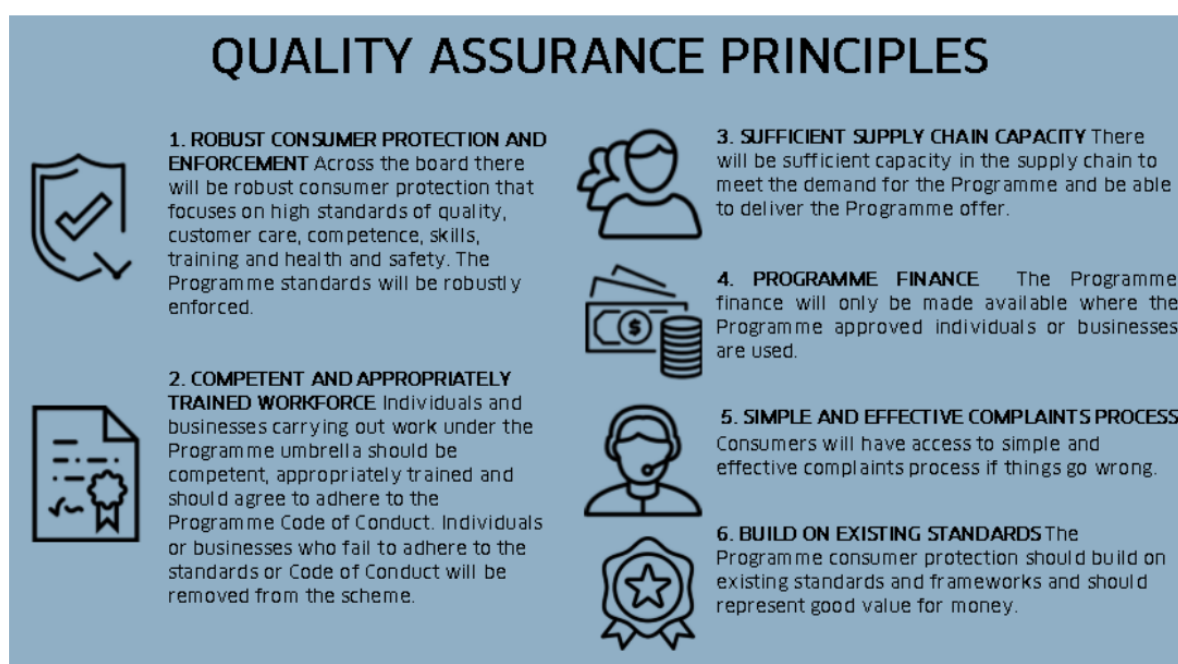 QUALITY ASSURANCE PRINCIPLES
1. ROBUST CONSUMER PROTECTION AND
ENFORCEMENT Across the board there
will be robust consumer protection that
focuses on high standards of quality,
customer care, competence, skills,
training and health and safety. The
Programme standards will be robustly
enforced.
2. COMPETENT AND APPROPRIATELY
TRAINED WORKFORCE Individuals and
businesses carrying out work under the
Programme umbrella should be
competent, appropriately trained and
should agree to adhere to the
Programme Code of Conduct. Individuals
or businesses who fail to adhere to the
standards or Code of Conduct will be
removed from the scheme.
3. SUFFICIENT SUPPLY CHAIN CAPACITY There
will be sufficient capacity in the supply chain to
meet the demand for the Programme and be able
to deliver the Programme offer.
4. PROGRAMME FINANCE The Programme
finance will only be made available where the
Programme approved individuals or businesses
are used.
5. SIMPLE AND EFFECTIVE COMPLAINTS PROCESS
Consumers will have access to simple and
effective complaints process if things go wrong.
6. BUILD ON EXISTING STANDARDS The
Programme consumer protection should build on
existing standards and frameworks and should
represent good value for money.